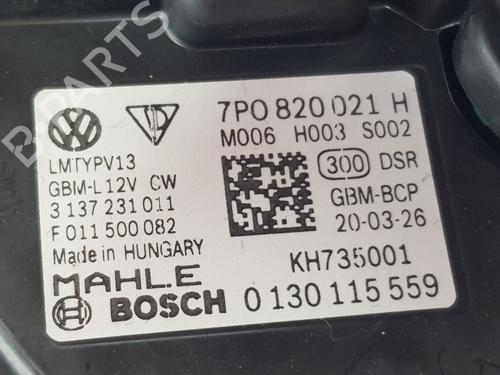 7P0 820 021 H
M006 H003 S002
LMTYPV13
GBM-L 12V CW
3 137 231 011
F 011 500 082
Made in HUNGARY
300 DSR
GBM-BCP
20-03-26
KH735001
MAHLE
BOSCH 0 130 115 559
B-PARTS